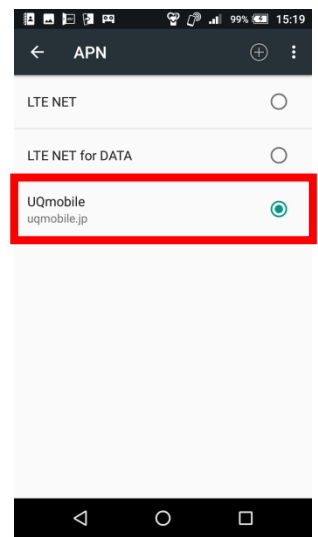 99% 15:19
APN
LTE NET
LTE NET for DATA
UQmobile
uqmobile.jp